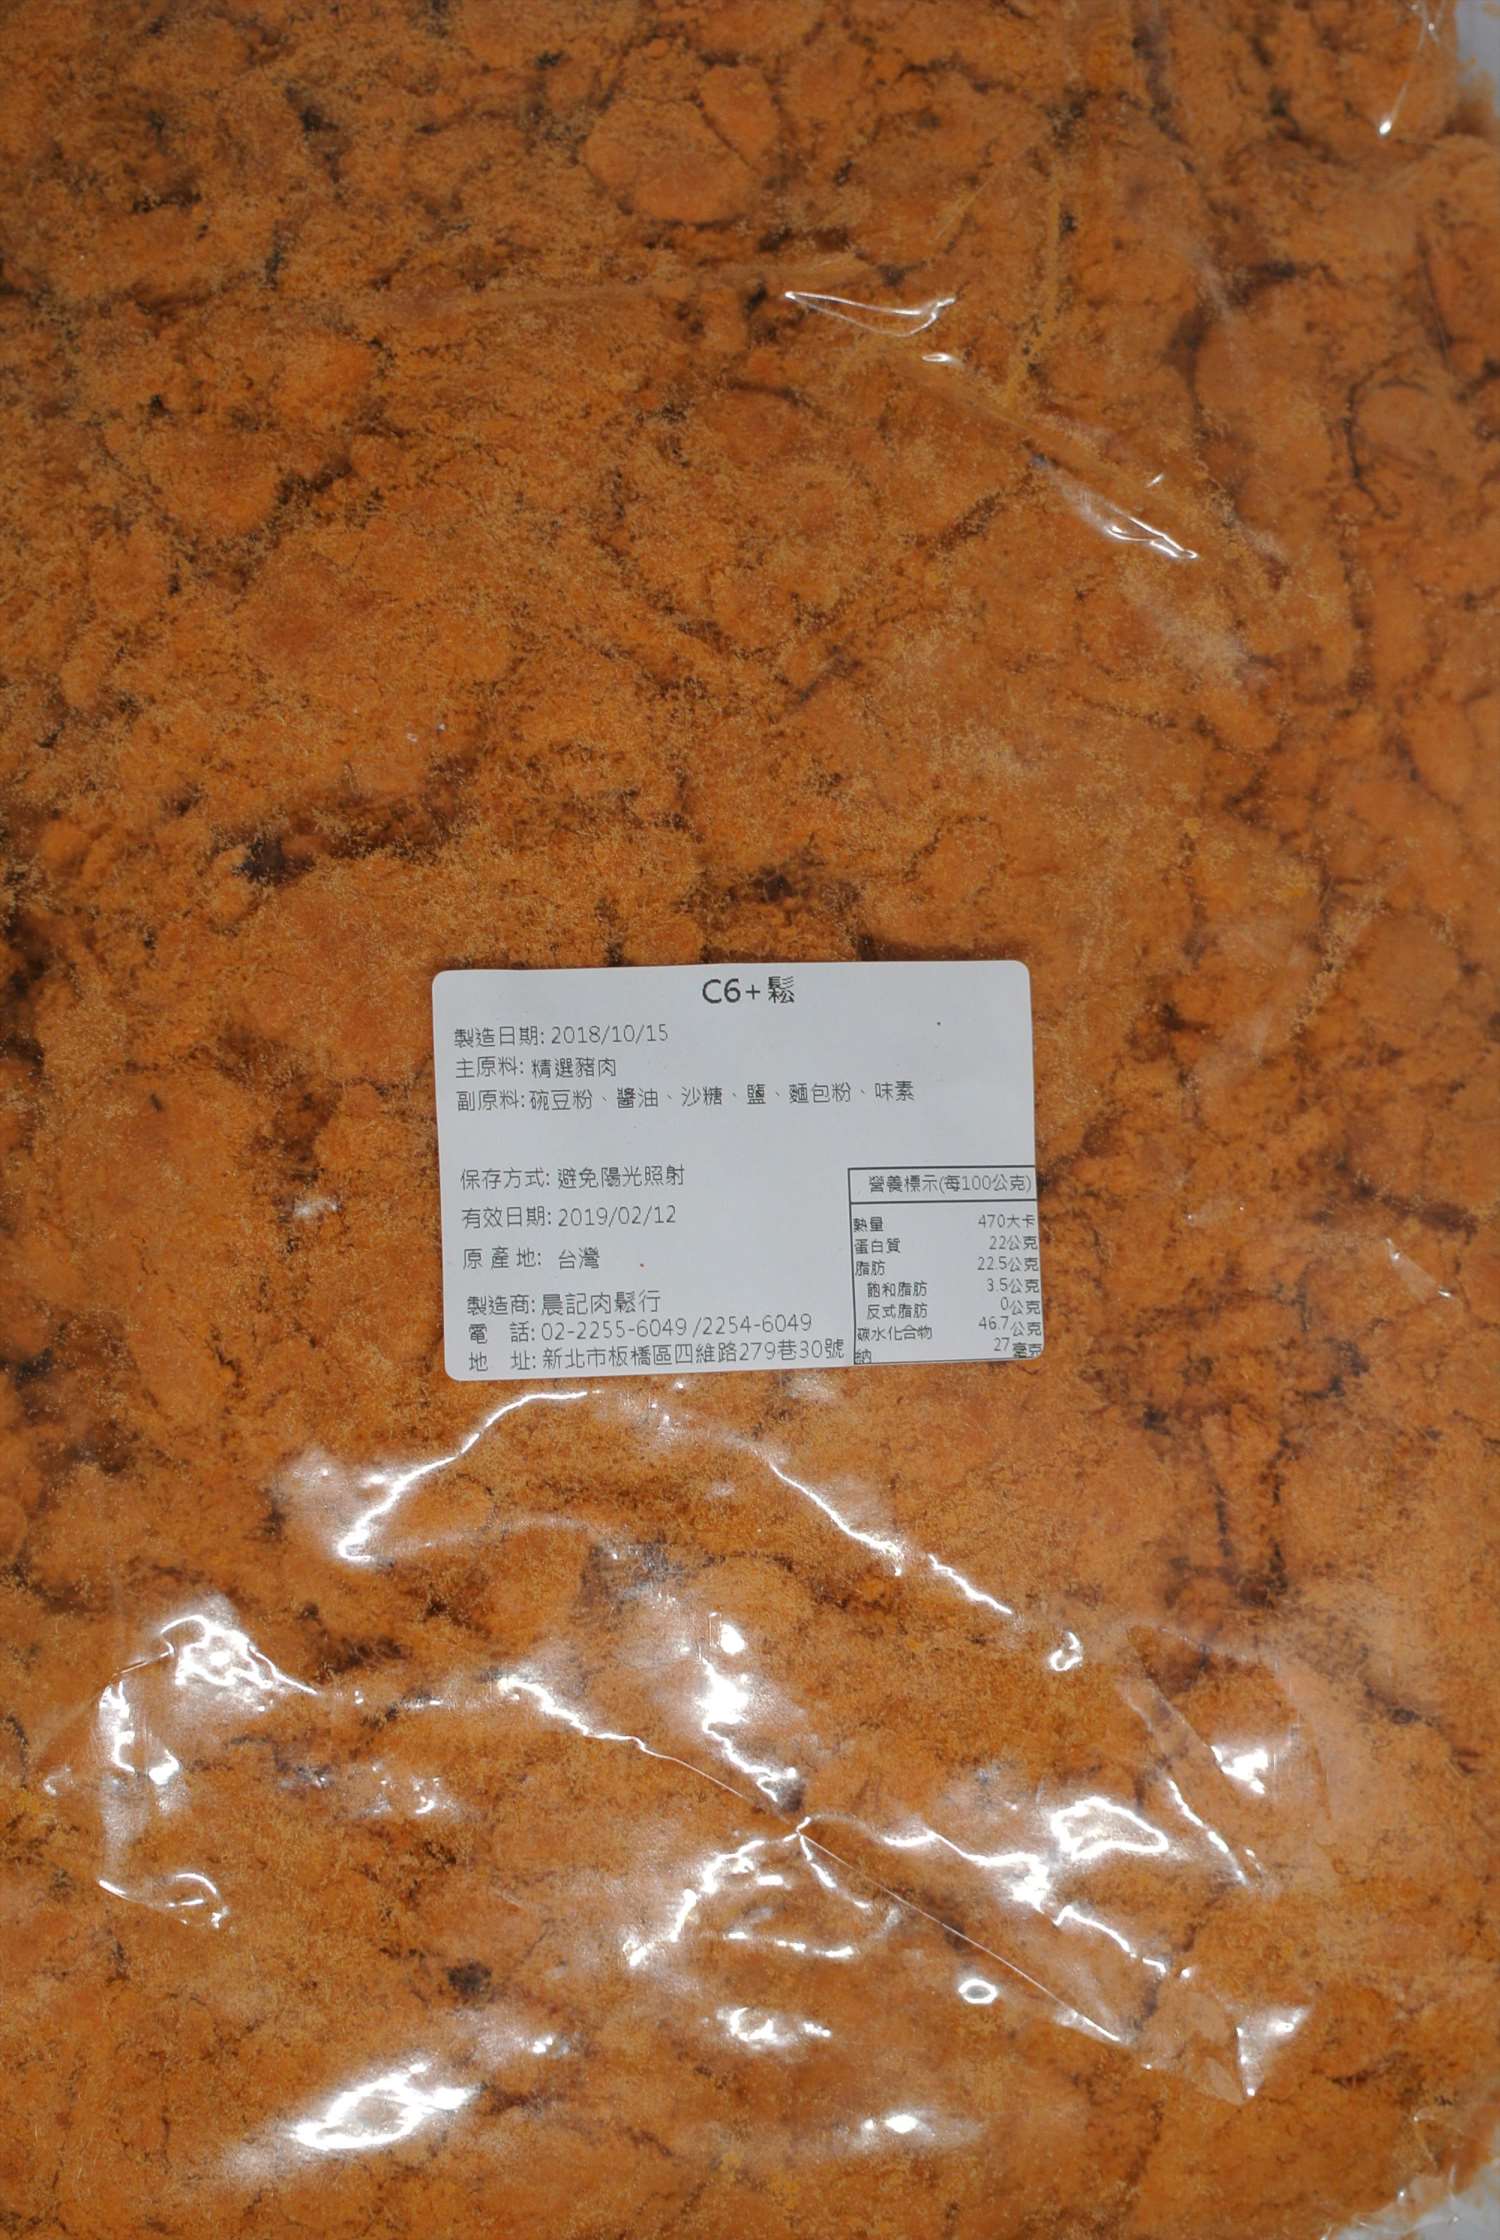 C6+鬆
製造日期: 2018/10/15
主原料: 精選豬肉
副原料: 碗豆粉、醬油、沙糖、鹽、麵包粉、味素
保存方式: 避免陽光照射
有效日期: 2019/02/12
原 產 地: 台灣
製造商: 晨記肉鬆行
電 話: 02-2255-6049 /2254-6049
地 址: 新北市板橋區四維路279巷30號
營養標示(每100公克)
熱量 470大卡
蛋白質 22公克
脂肪 22.5公克
飽和脂肪 3.5公克
反式脂肪 0公克
碳水化合物 46.7公克
鈉 27毫克